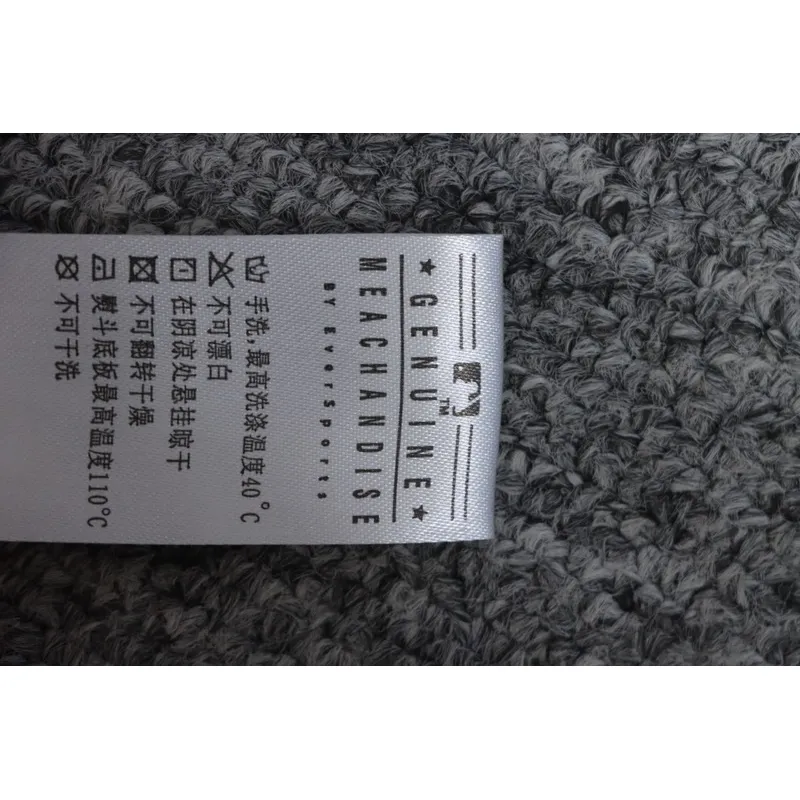 ★GENUINE★
™
MEACHANDISE
BY EverSports
手洗,最高洗涤温度40°C
不可漂白
在阴凉处悬挂晾干
不可翻转干燥
熨斗底板最高温度110°C
不可干洗